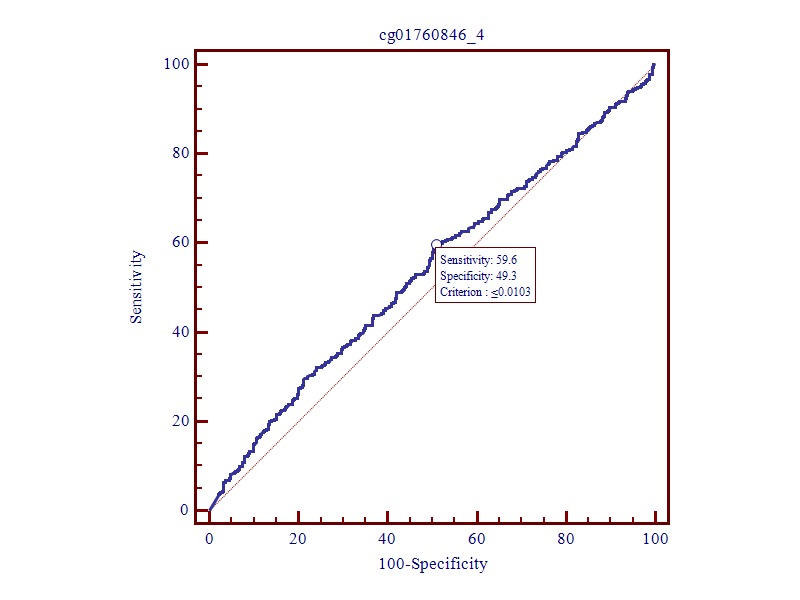 cg01760846_4
100
80
60
40
20
0
Sensitivity
Sensitivity: 59.6
Specificity: 49.3
Criterion : ≤0.0103
0 20 40 60 80 100
100-Specificity